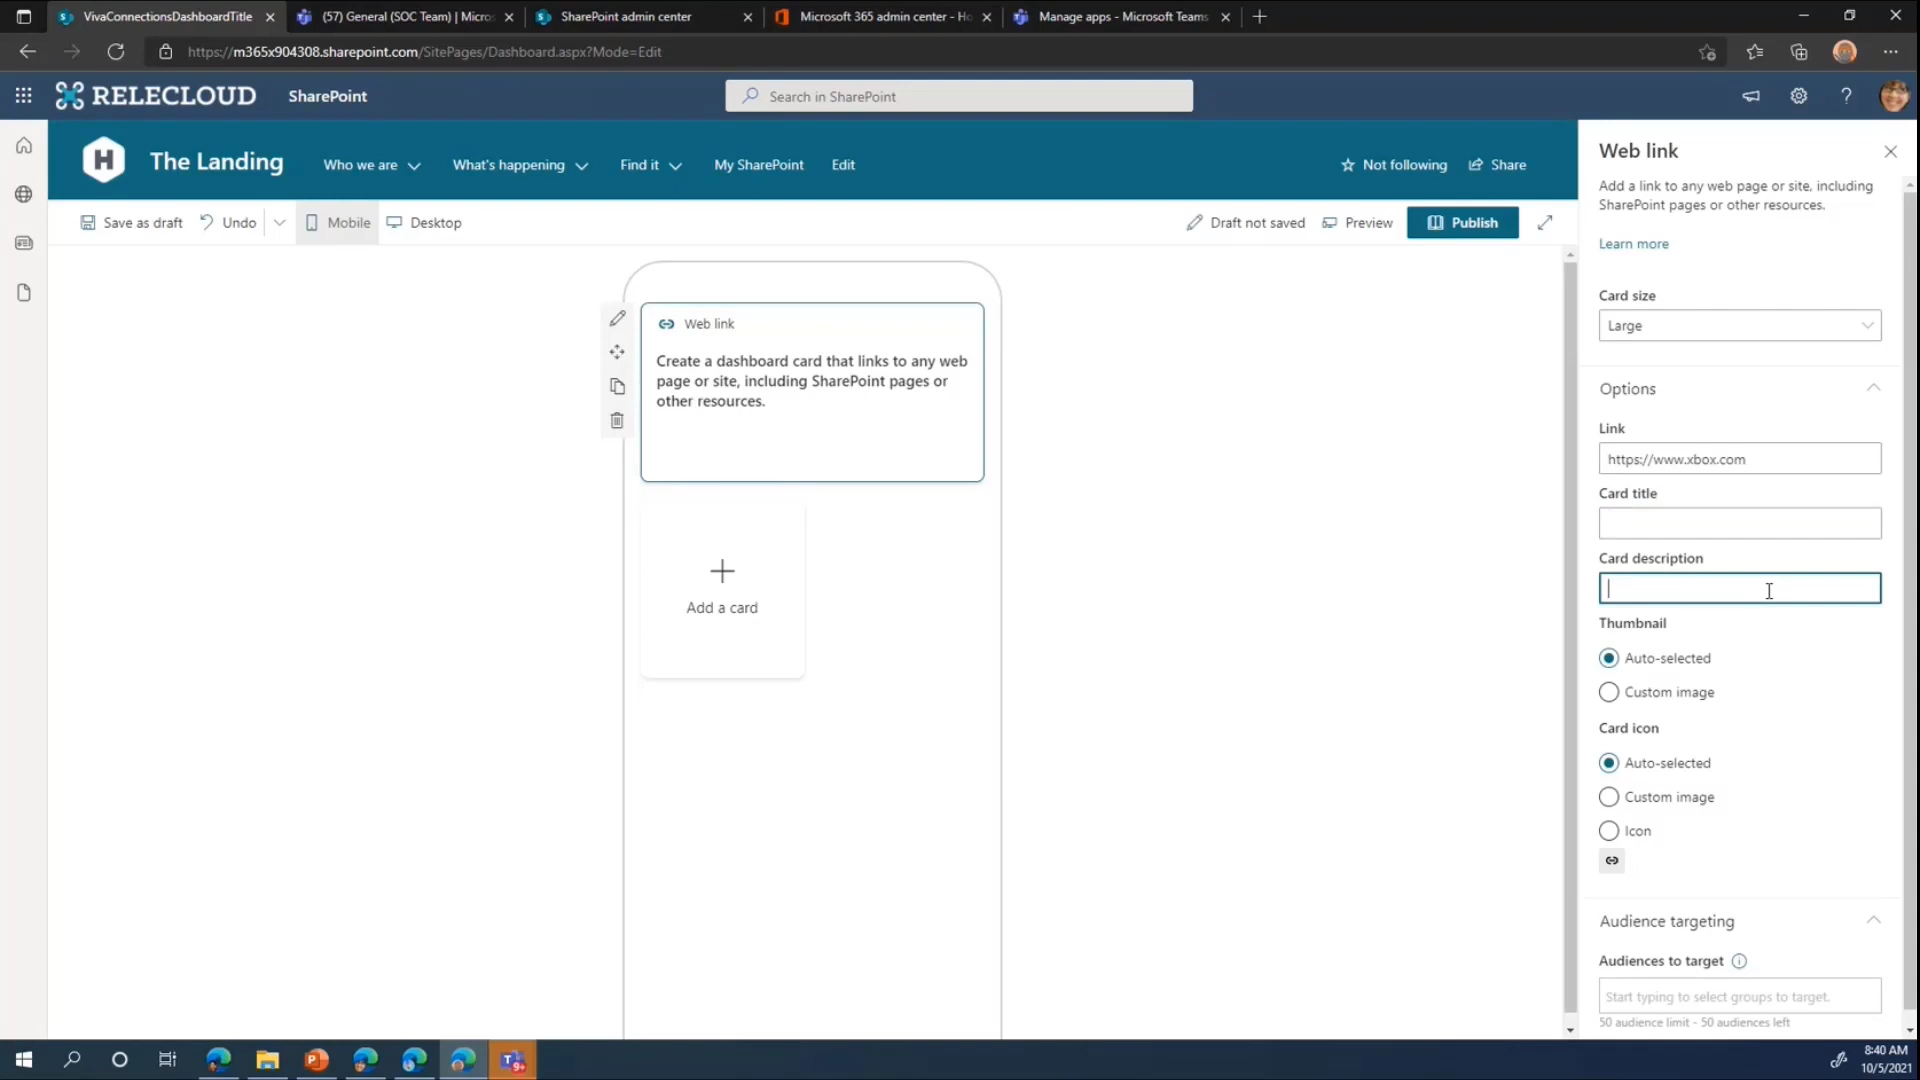 VivaConnectionsDashboardTitle
(57) General (SOC Team) | Micros
SharePoint admin center
Microsoft 365 admin center - Ho
Manage apps - Microsoft Teams
https://m365x904308.sharepoint.com/SitePages/Dashboard.aspx?Mode=Edit
RELECLOUD
SharePoint
Search in SharePoint
?
H
The Landing
Who we are
What's happening
Find it
My SharePoint
Edit
Not following
Share
Save as draft
Undo
Mobile
Desktop
Draft not saved
Preview
Publish
Web link
Create a dashboard card that links to any web
page or site, including SharePoint pages or
other resources.
Add a card
Web link
Add a link to any web page or site, including
SharePoint pages or other resources.
Learn more
Card size
Large
Options
Link
https://www.xbox.com
Card title
Card description
Thumbnail
Auto-selected
Custom image
Card icon
Auto-selected
Custom image
Icon
Audience targeting
Audiences to target
Start typing to select groups to target.
50 audience limit - 50 audiences left
8:40 AM
10/5/2021